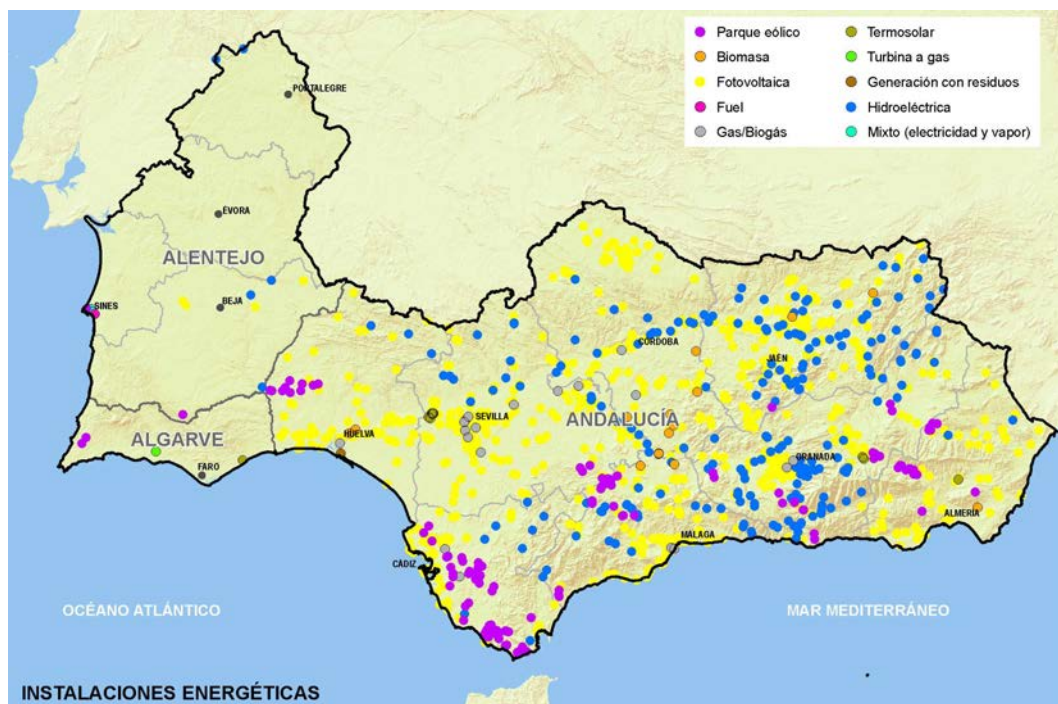 Parque eólico
Biomasa
Fotovoltaica
Fuel
Gas/Biogás
Termosolar
Turbina a gas
Generación con residuos
Hidroeléctrica
Mixto (electricidad y vapor)
PORTALEGRE
ÉVORA
ALENTEJO
SINES
BEJA
CÓRDOBA
JAÉN
SEVILLA
ANDALUCÍA
ALGARVE
HUELVA
GRANADA
FARO
ALMERÍA
MÁLAGA
CÁDIZ
OCÉANO ATLÁNTICO
MAR MEDITERRÁNEO
INSTALACIONES ENERGÉTICAS